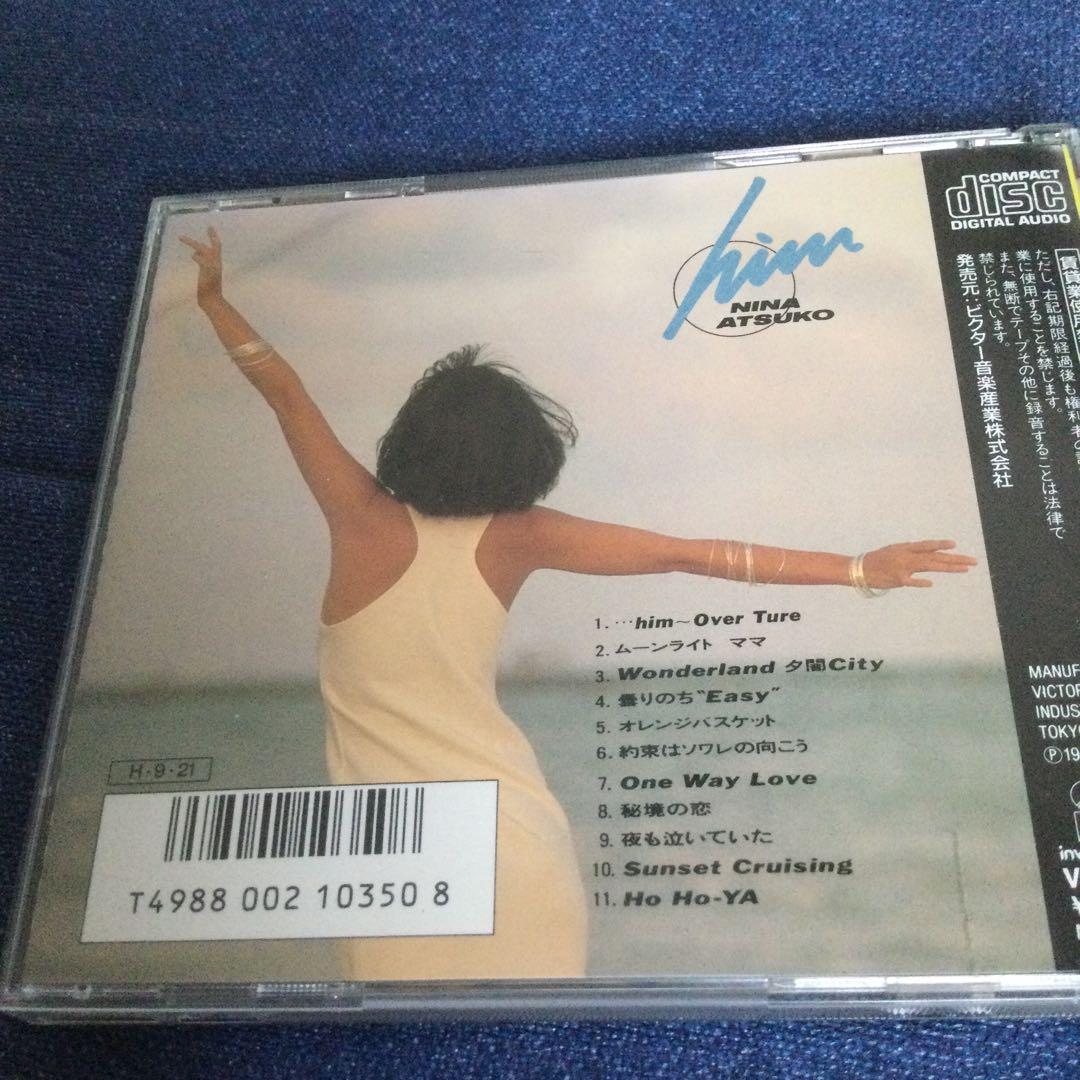 him
NINA
ATSUKO
1. …him～Over Ture
2. ムーンライト ママ
3. Wonderland 夕闇City
4. 曇りのち"Easy"
5. オレンジバスケット
6. 約束はソワレの向こう
7. One Way Love
8. 秘境の恋
9. 夜も泣いていた
10. Sunset Cruising
11. Ho Ho-YA
H・9・21
T4988 002 10350 8
COMPACT
disc
DIGITAL AUDIO
賃貸業使用
ただし、右記期限経過後も権利者の
業に使用することを禁じます。
また、無断でテープその他に録音することは法律で
禁じられています。
発売元:ビクター音楽産業株式会社
MANUF
VICTOR
INDUS
TOKYO
Ⓟ19